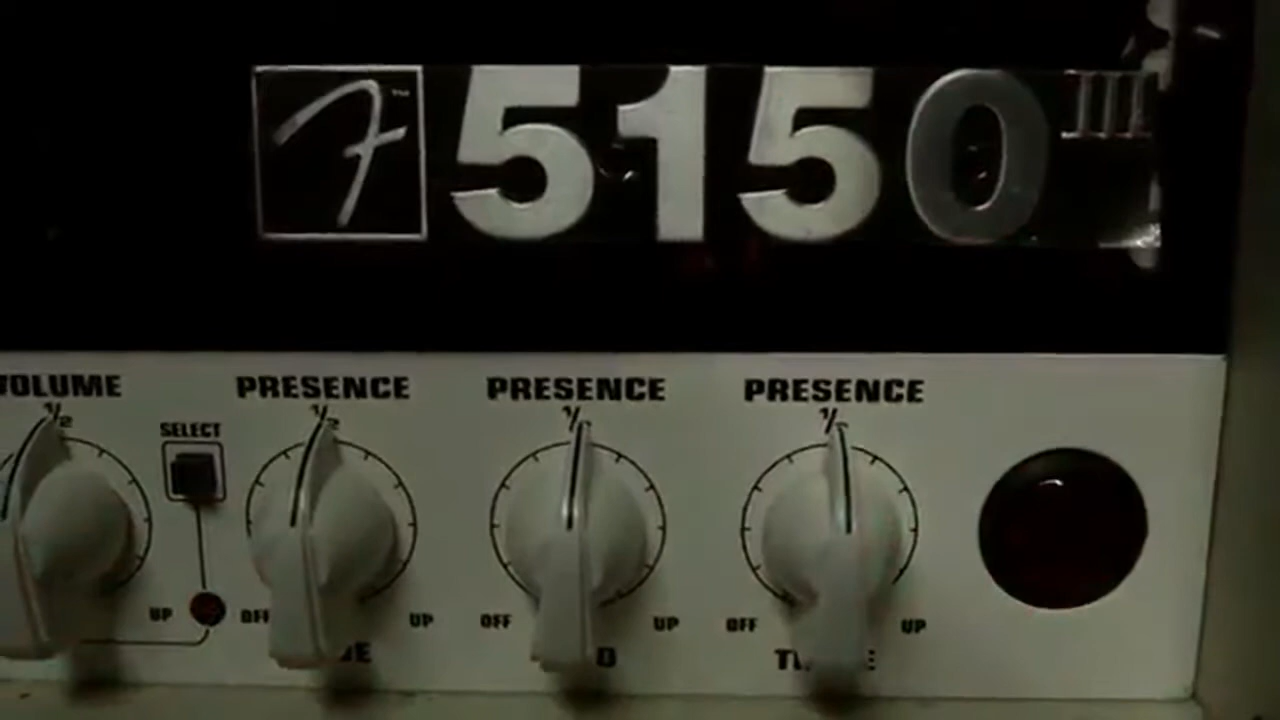 F™ 5150 III
VOLUME PRESENCE PRESENCE PRESENCE
1/2 1/2 1/2 1/2
SELECT
UP OFF UP OFF UP OFF UP